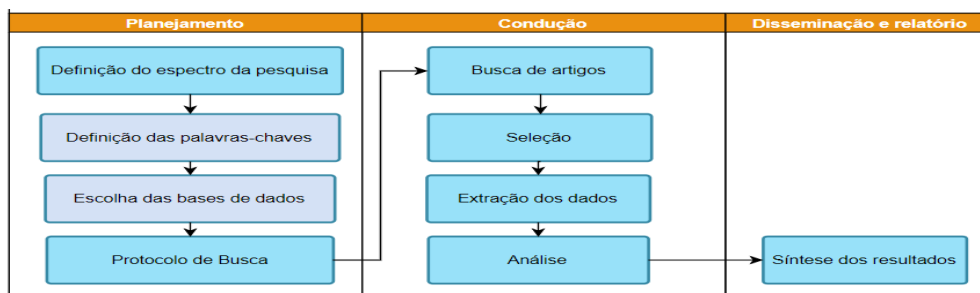 Planejamento
Definição do espectro da pesquisa
Definição das palavras-chaves
Escolha das bases de dados
Protocolo de Busca
Condução
Busca de artigos
Seleção
Extração dos dados
Análise
Disseminação e relatório
Síntese dos resultados